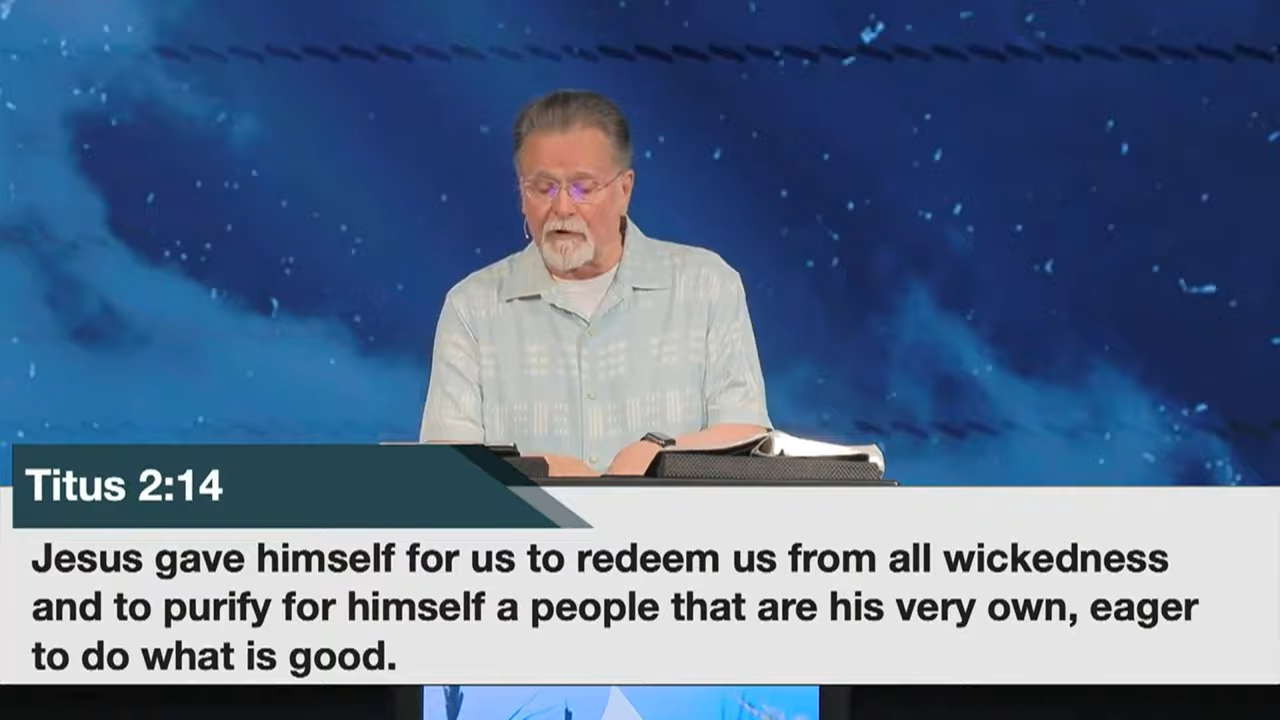 Titus 2:14
Jesus gave himself for us to redeem us from all wickedness
and to purify for himself a people that are his very own, eager
to do what is good.